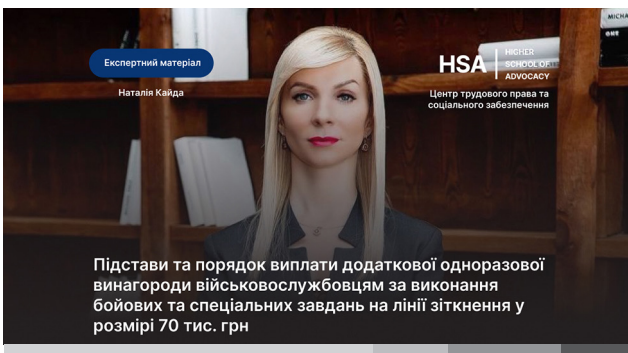 Експертний матеріал
Наталія Кайда
HSA
HIGHER
SCHOOL OF
ADVOCACY
Центр трудового права та
соціального забезпечення
Підстави та порядок виплати додаткової одноразової
винагороди військовослужбовцям за виконання
бойових та спеціальних завдань на лінії зіткнення у
розмірі 70 тис. грн